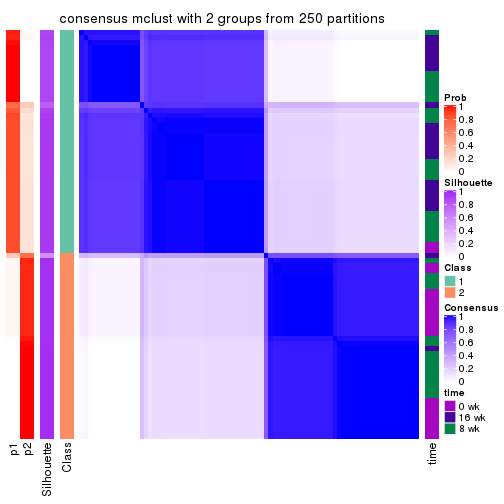 consensus mclust with 2 groups from 250 partitions
Prob
1
0.8
0.6
0.4
0.2
0
Silhouette
1
0.8
0.6
0.4
0.2
0
Class
1
2
Consensus
1
0.8
0.6
0.4
0.2
0
time
0 wk
16 wk
8 wk
p1
p2
Silhouette
Class
time